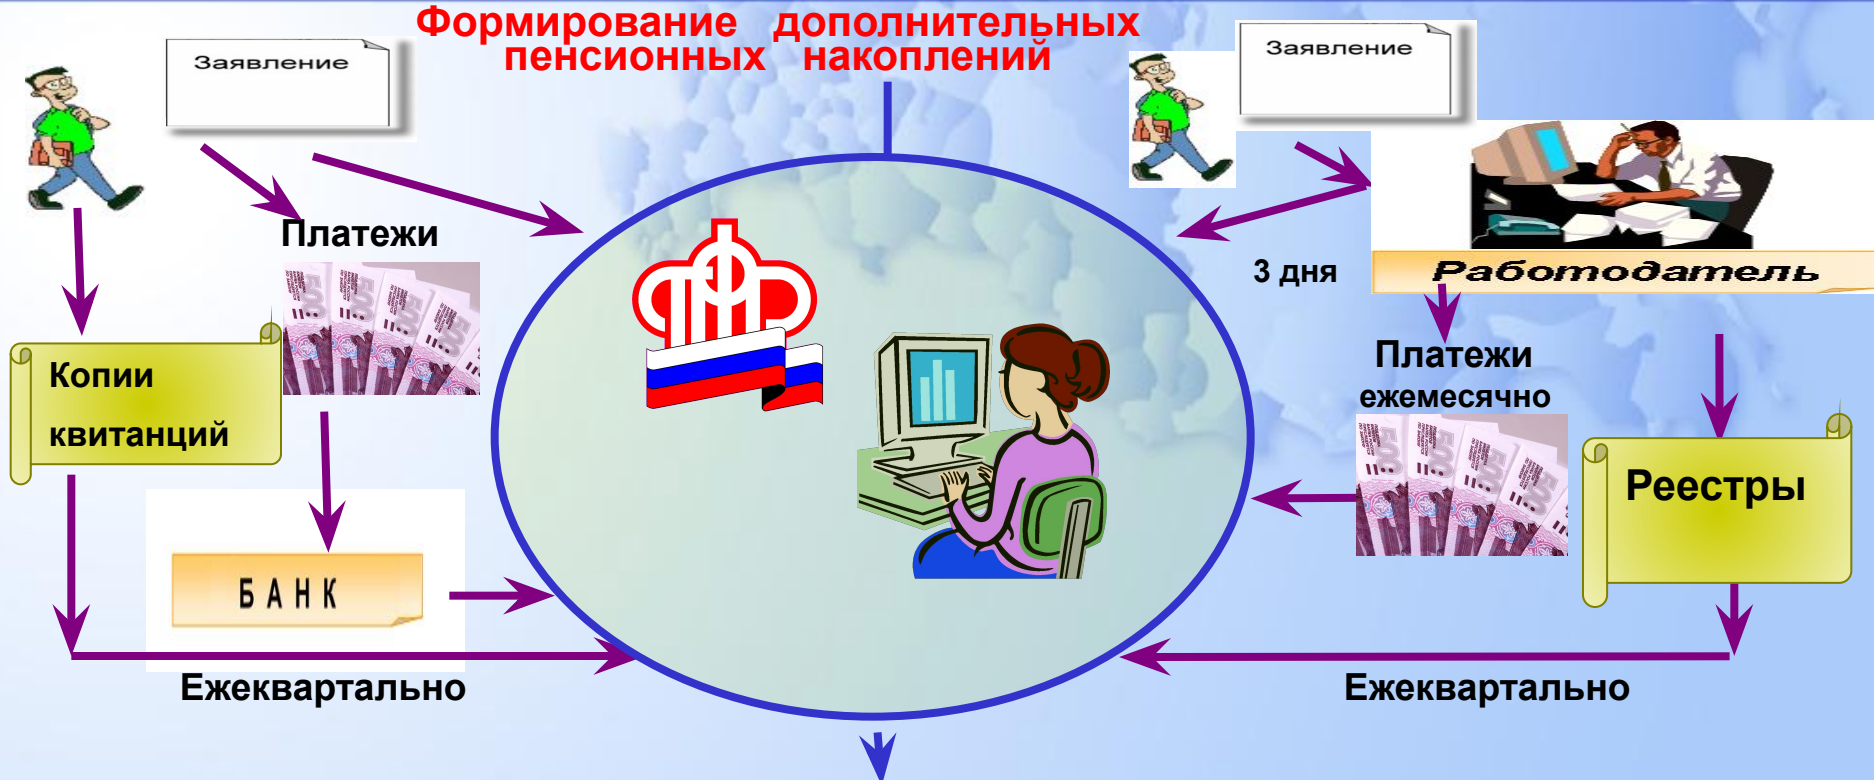 Формирование дополнительных
пенсионных накоплений
Заявление
Платежи
Копии
квитанций
БАНК
Ежеквартально
Заявление
3 дня
Работодатель
Платежи
ежемесячно
Реестры
Ежеквартально